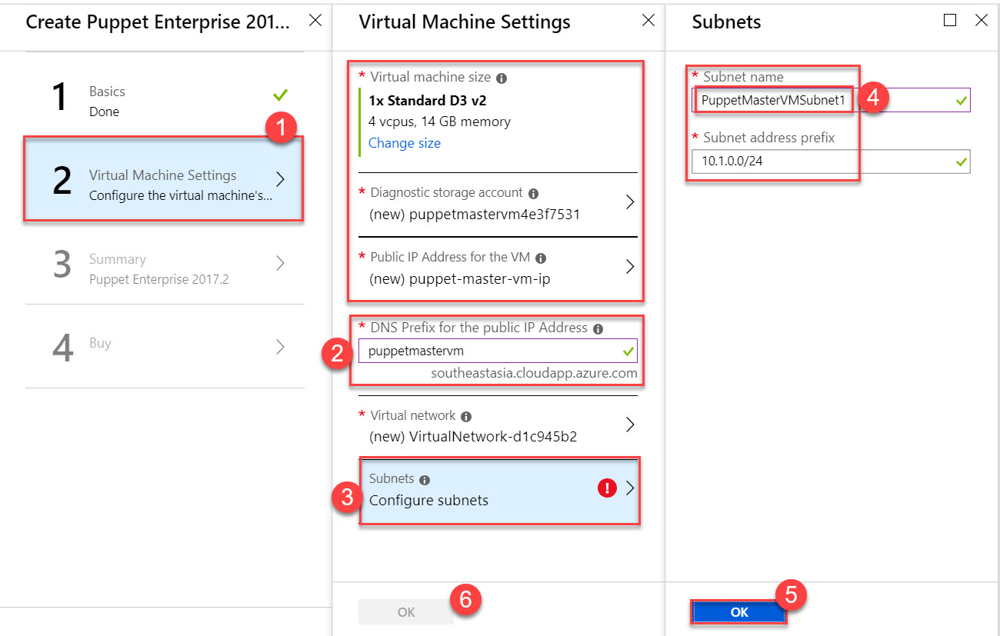 Create Puppet Enterprise 201...
1
Basics
Done
1
2
Virtual Machine Settings
Configure the virtual machine's...
3
Summary
Puppet Enterprise 2017.2
4
Buy
Virtual Machine Settings
* Virtual machine size
1x Standard D3 v2
4 vcpus, 14 GB memory
Change size
* Diagnostic storage account
(new) puppetmastervm4e3f7531
* Public IP Address for the VM
(new) puppet-master-vm-ip
* DNS Prefix for the public IP Address
2
puppetmastervm
southeastasia.cloudapp.azure.com
* Virtual network
(new) VirtualNetwork-d1c945b2
3
Subnets
Configure subnets
!
OK
6
Subnets
* Subnet name
PuppetMasterVMSubnet1
4
* Subnet address prefix
10.1.0.0/24
OK
5